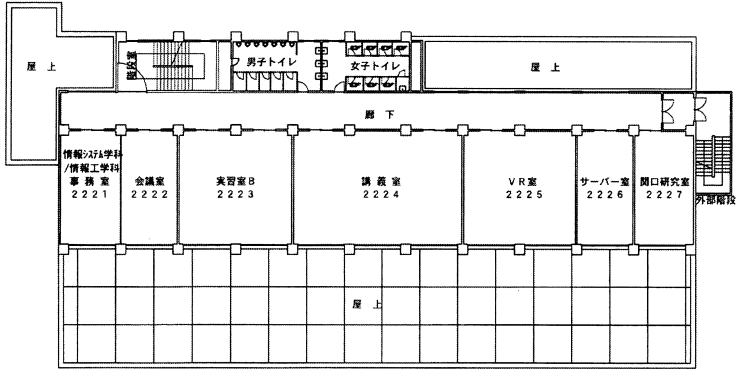 屋上
階段室
男子トイレ
女子トイレ
屋上
廊下
情報システム学科
/情報工学科
事務室
2221
会議室
2222
実習室B
2223
講義室
2224
VR室
2225
サーバー室
2226
関口研究室
2227
外部階段
屋上